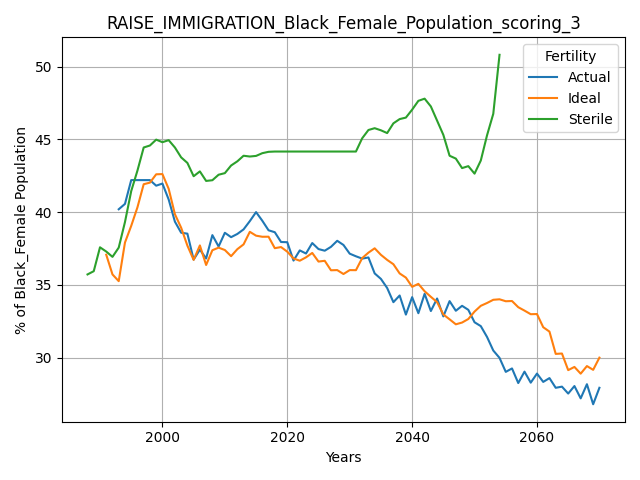 RAISE_IMMIGRATION_Black_Female_Population_scoring_3
Fertility
Actual
Ideal
Sterile
% of Black_Female Population
50
45
40
35
30
2000
2020
2040
2060
Years